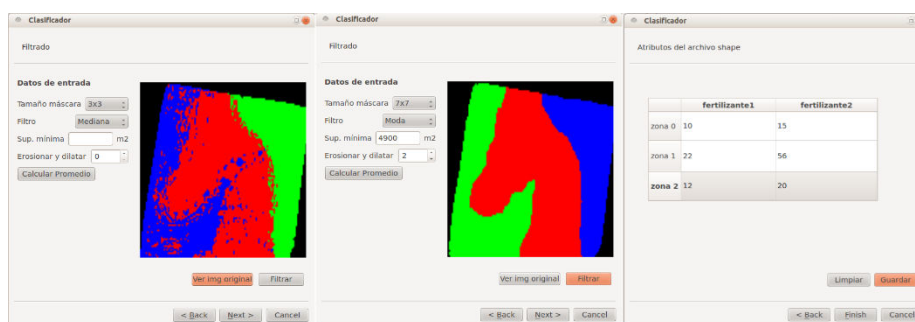 Clasificador
Filtrado
Datos de entrada
Tamaño máscara 3x3
Filtro Mediana
Sup. mínima m2
Erosionar y dilatar 0
Calcular Promedio
Ver img original Filtrar
< Back Next > Cancel
Clasificador
Filtrado
Datos de entrada
Tamaño máscara 7x7
Filtro Moda
Sup. mínima 4900 m2
Erosionar y dilatar 2
Calcular Promedio
Ver img original Filtrar
< Back Next > Cancel
Clasificador
Atributos del archivo shape
fertilizante1 fertilizante2
zona 0 10 15
zona 1 22 56
zona 2 12 20
Limpiar Guardar
< Back Finish Cancel